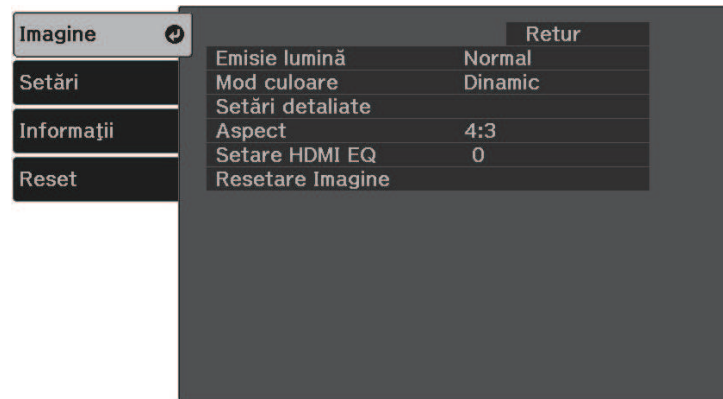 Imagine
Setări
Informaţii
Reset
Retur
Emisie lumină Normal
Mod culoare Dinamic
Setări detaliate
Aspect 4:3
Setare HDMI EQ 0
Resetare Imagine